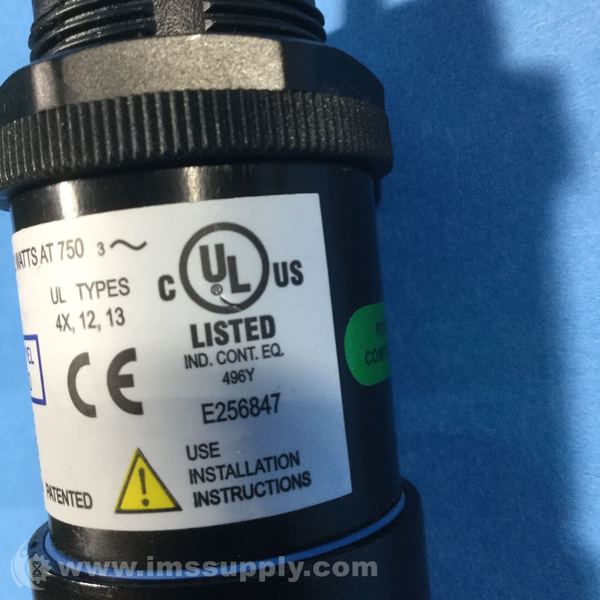 WATTS AT 750 3~
UL TYPES
4X, 12, 13
C UL® US
LISTED
IND. CONT. EQ.
496Y
E256847
CE
USE
INSTALLATION
INSTRUCTIONS
PATENTED
!
www.imssupply.com